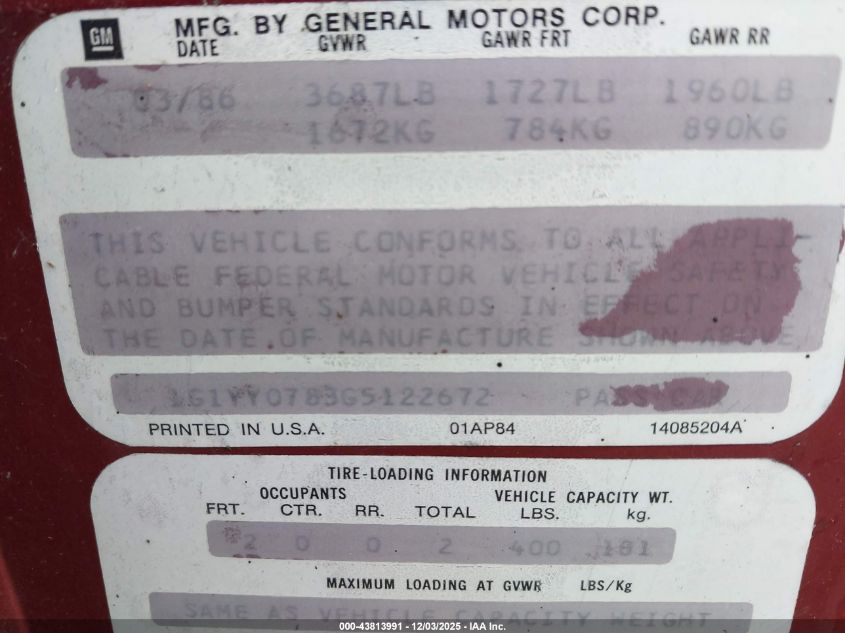 GM
MFG. BY GENERAL MOTORS CORP.
DATE GVWR GAWR FRT GAWR RR
03/86 3687LB 1727LB 1960LB
1672KG 784KG 890KG
THIS VEHICLE CONFORMS TO ALL APPLI-
CABLE FEDERAL MOTOR VEHICLE SAFETY
AND BUMPER STANDARDS IN EFFECT ON
THE DATE OF MANUFACTURE SHOWN ABOVE
1G1YY0783G5122672 PASS CAR
PRINTED IN U.S.A. 01AP84 14085204A
TIRE-LOADING INFORMATION
OCCUPANTS VEHICLE CAPACITY WT.
FRT. CTR. RR. TOTAL LBS. kg.
2 0 0 2 400 181
MAXIMUM LOADING AT GVWR LBS/Kg
SAME AS VEHICLE CAPACITY WEIGHT
000-43813991 - 12/03/2025 - IAA Inc.